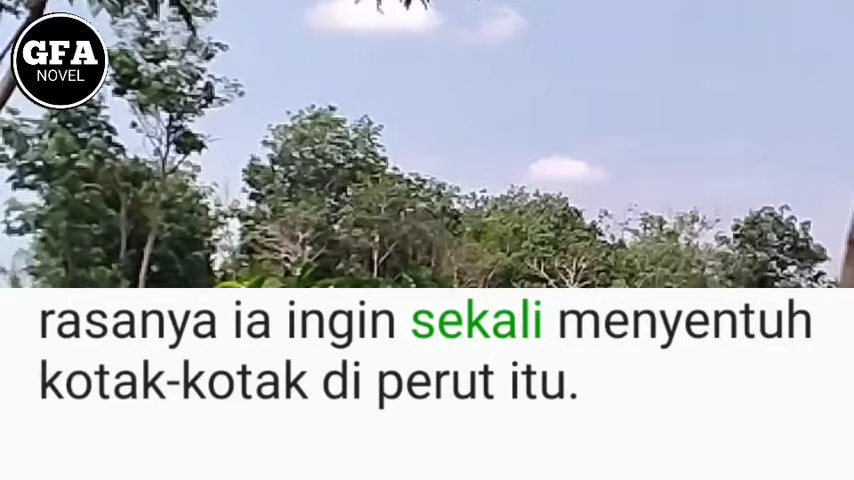 GFA
NOVEL
rasanya ia ingin sekali menyentuh
kotak-kotak di perut itu.